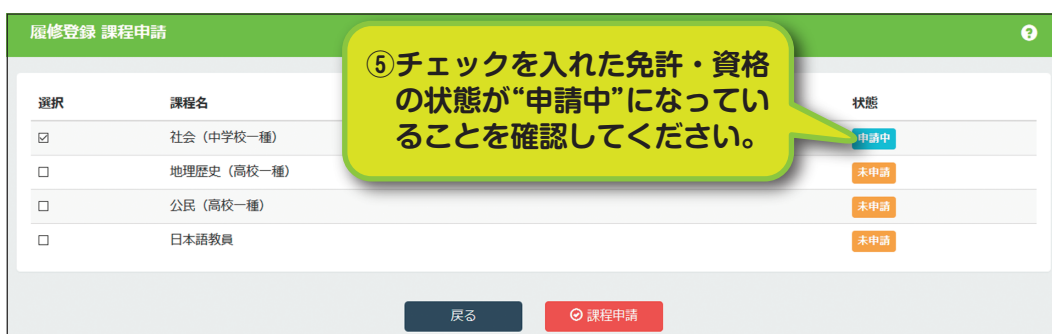 履修登録 課程申請
⑤チェックを入れた免許・資格
の状態が“申請中”になってい
ることを確認してください。
選択 課程名 状態
社会（中学校一種） 申請中
地理歴史（高校一種） 未申請
公民（高校一種） 未申請
日本語教員 未申請
戻る 課程申請